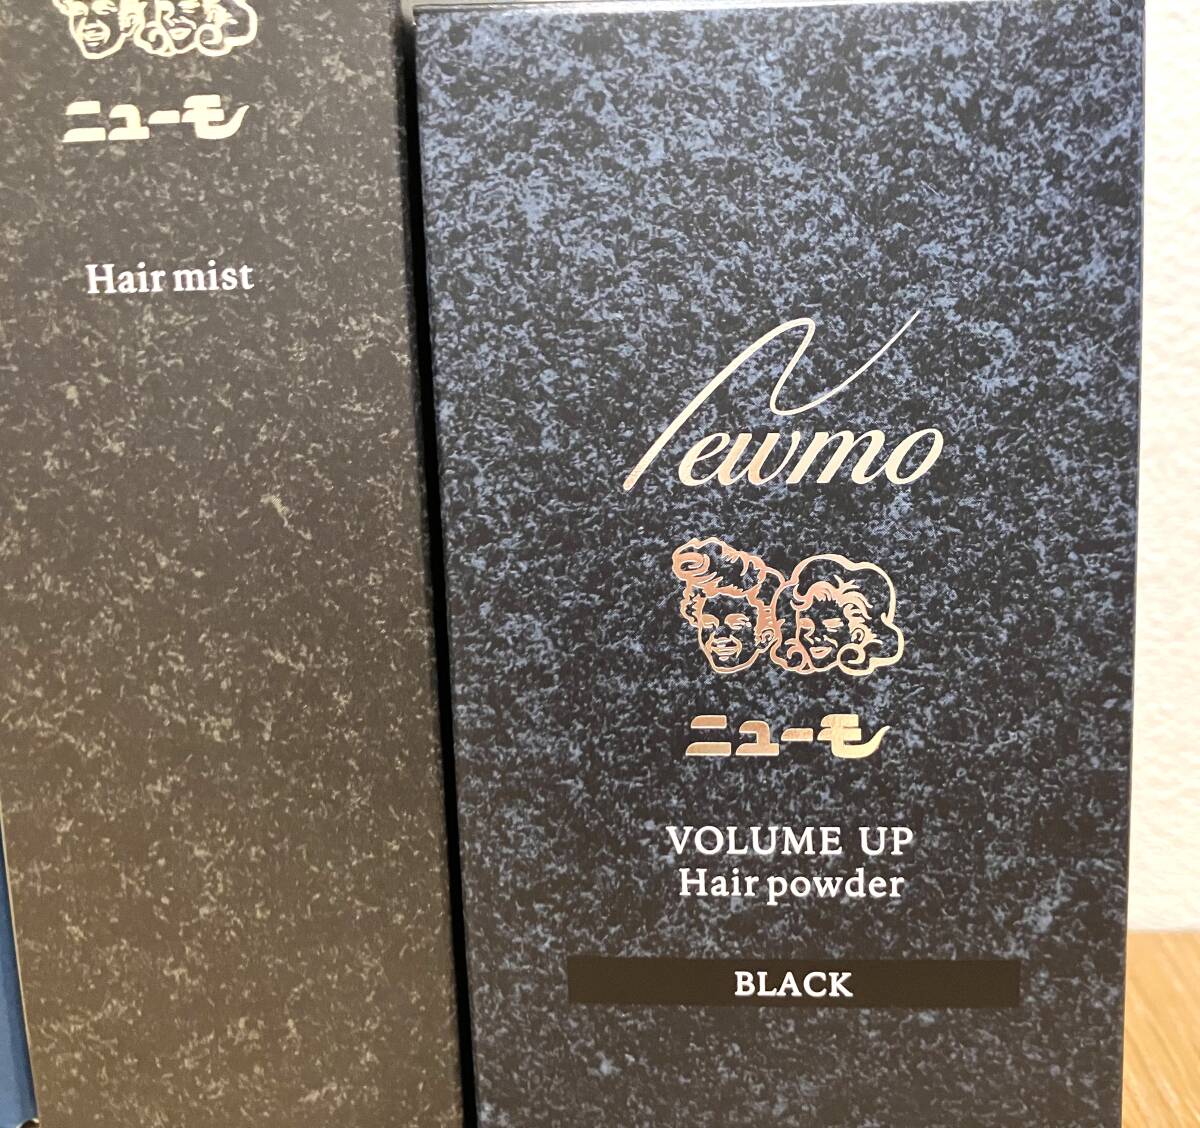 ニューモ
Hair mist
Newmo
ニューモ
VOLUME UP
Hair powder
BLACK